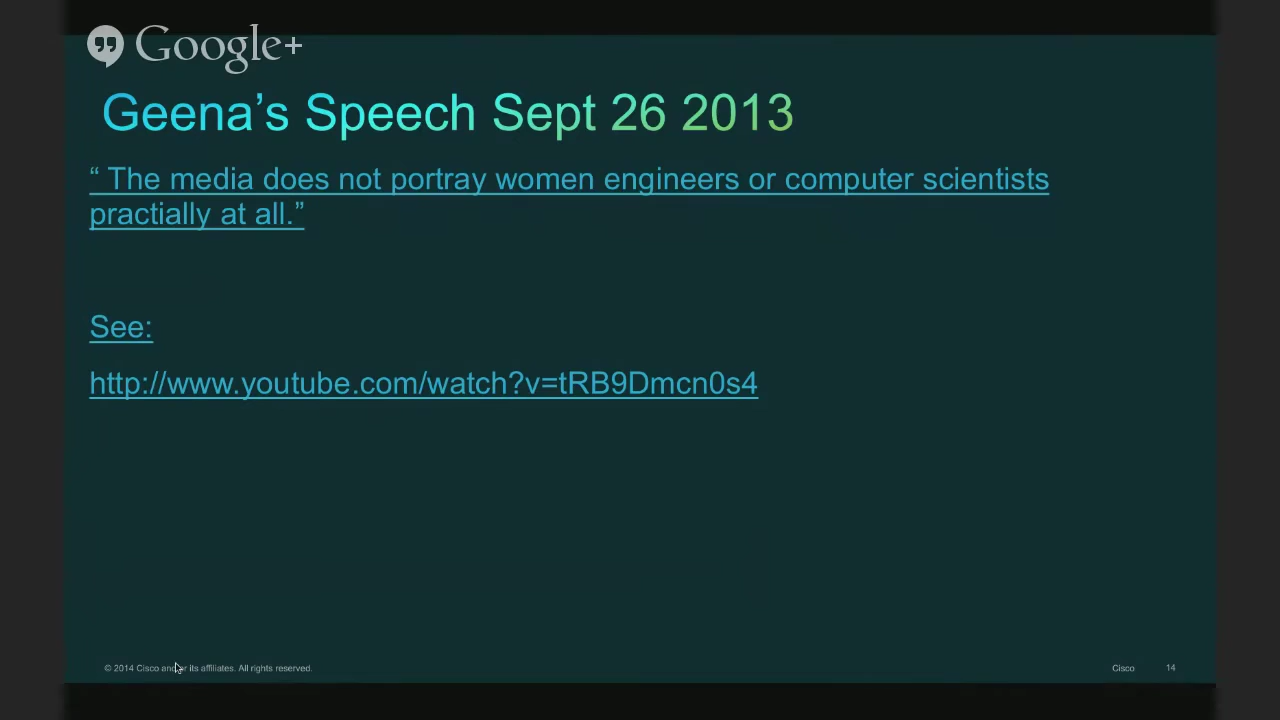 Google+
Geena’s Speech Sept 26 2013
“ The media does not portray women engineers or computer scientists
practially at all.”
See:
http://www.youtube.com/watch?v=tRB9Dmcn0s4
© 2014 Cisco and/or its affiliates. All rights reserved.
Cisco
14